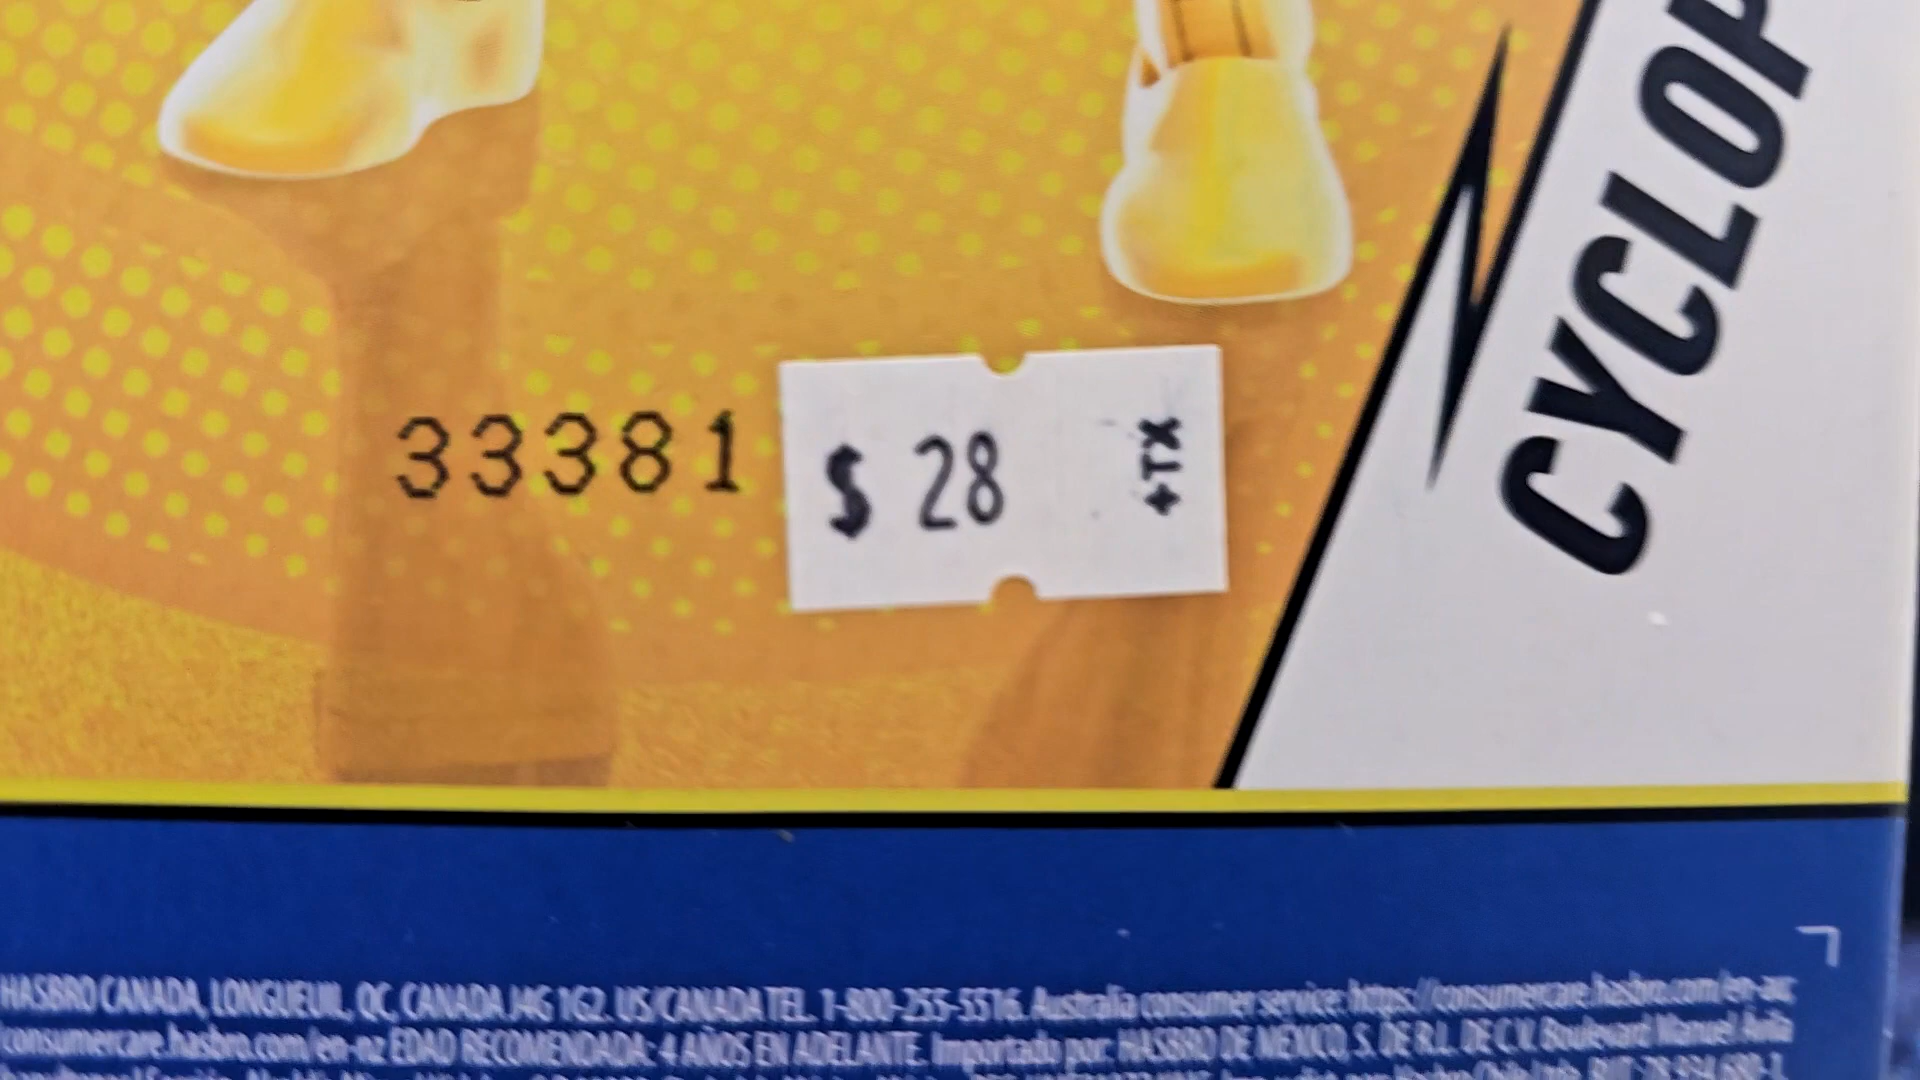 CYCLOP
33381
$ 28 +TX
HASBRO CANADA, LONGUEUIL, QC, CANADA J4G 1G2. US/CANADA TEL. 1-800-255-5516. Australia consumer service: https://consumercare.hasbro.com/en-au;
/consumercare.hasbro.com/en-nz EDAD RECOMENDADA: 4 AÑOS EN ADELANTE. Importado por: HASBRO DE MEXICO, S. DE R.L. DE C.V. Boulevard Manuel Ávila